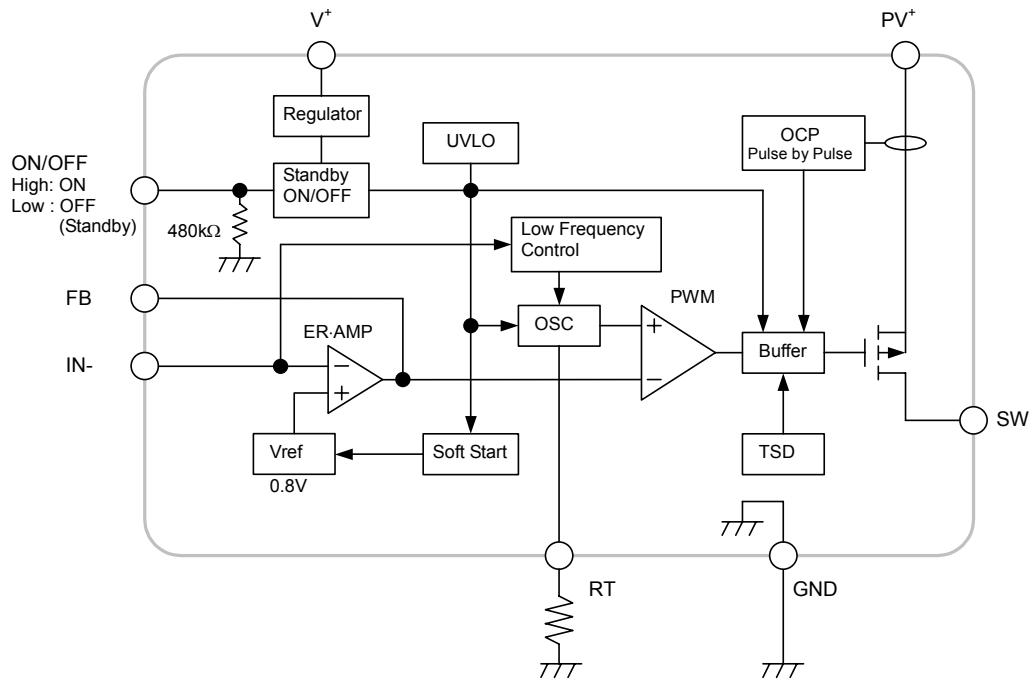 V+
PV+
Regulator
UVLO
OCP
Pulse by Pulse
ON/OFF
High: ON
Low : OFF
(Standby)
Standby
ON/OFF
480kΩ
Low Frequency
Control
FB
ER·AMP
OSC
PWM
+
−
Buffer
IN-
−
+
SW
Vref
0.8V
Soft Start
TSD
RT
GND